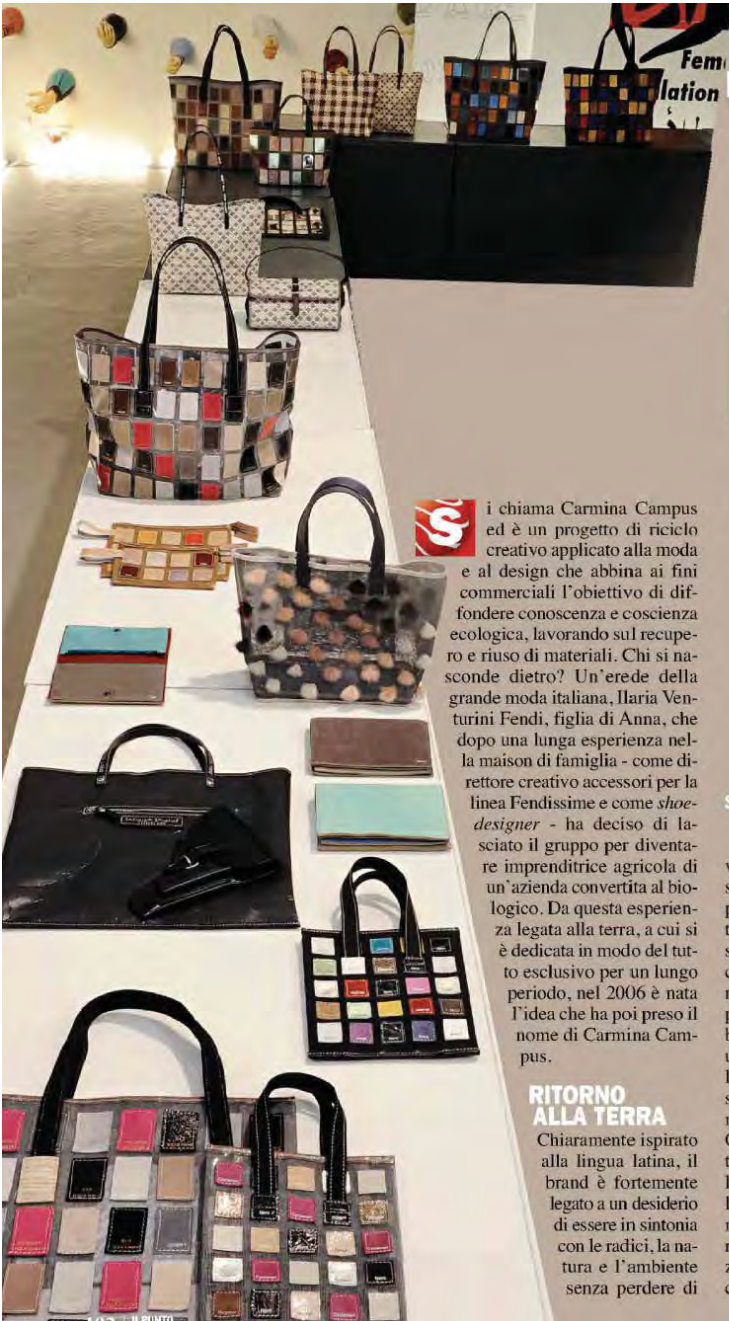 Fem
lation
Si chiama Carmina Campus
ed è un progetto di riciclo
creativo applicato alla moda
e al design che abbina ai fini
commerciali l'obiettivo di dif-
fondere conoscenza e coscienza
ecologica, lavorando sul recupe-
ro e riuso di materiali. Chi si na-
sconde dietro? Un'erede della
grande moda italiana, Ilaria Ven-
turini Fendi, figlia di Anna, che
dopo una lunga esperienza nel-
la maison di famiglia - come di-
rettore creativo accessori per la
linea Fendissime e come shoe-
designer - ha deciso di la-
sciato il gruppo per diventa-
re imprenditrice agricola di
un'azienda convertita al bio-
logico. Da questa esperien-
za legata alla terra, a cui si
è dedicata in modo del tut-
to esclusivo per un lungo
periodo, nel 2006 è nata
l'idea che ha poi preso il
nome di Carmina Cam-
pus.
RITORNO
ALLA TERRA
Chiaramente ispirato
alla lingua latina, il
brand è fortemente
legato a un desiderio
di essere in sintonia
con le radici, la na-
tura e l'ambiente
senza perdere di
IL PUNTO